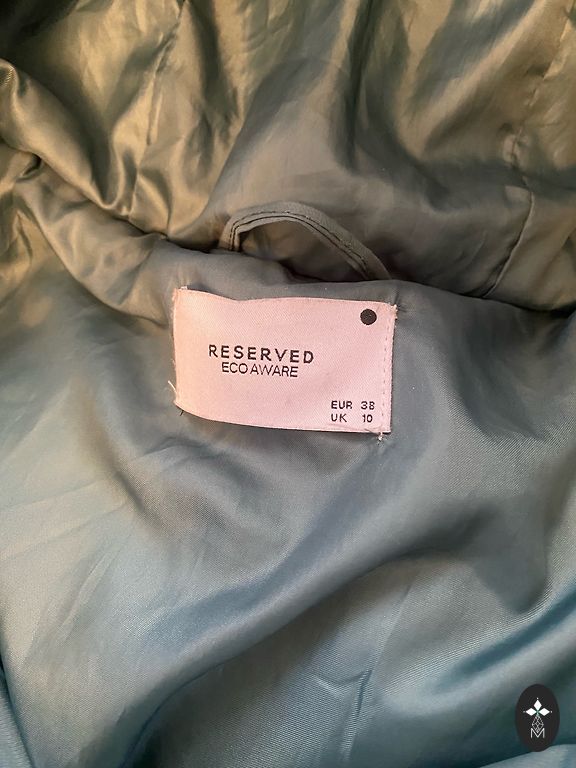 RESERVED
ECO AWARE
EUR 38
UK 10